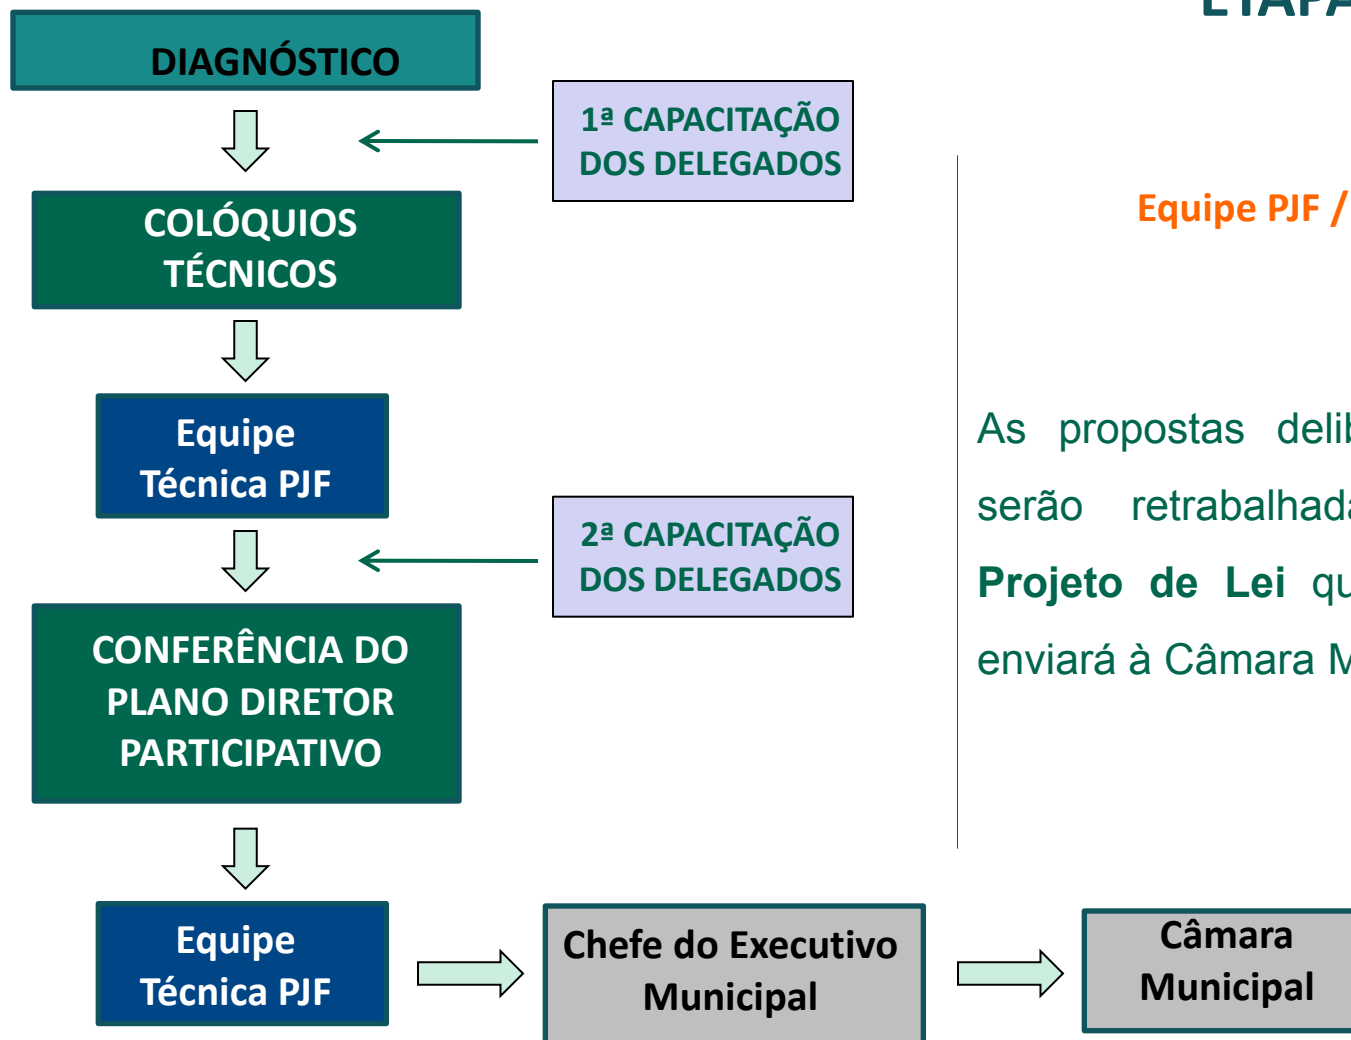 DIAGNÓSTICO
1ª CAPACITAÇÃO
DOS DELEGADOS
COLÓQUIOS
TÉCNICOS
Equipe
Técnica PJF
2ª CAPACITAÇÃO
DOS DELEGADOS
CONFERÊNCIA DO
PLANO DIRETOR
PARTICIPATIVO
Equipe
Técnica PJF
Chefe do Executivo
Municipal
Câmara
Municipal
Equipe PJF /
As propostas
serão
Projeto de Lei
enviará à Câmara